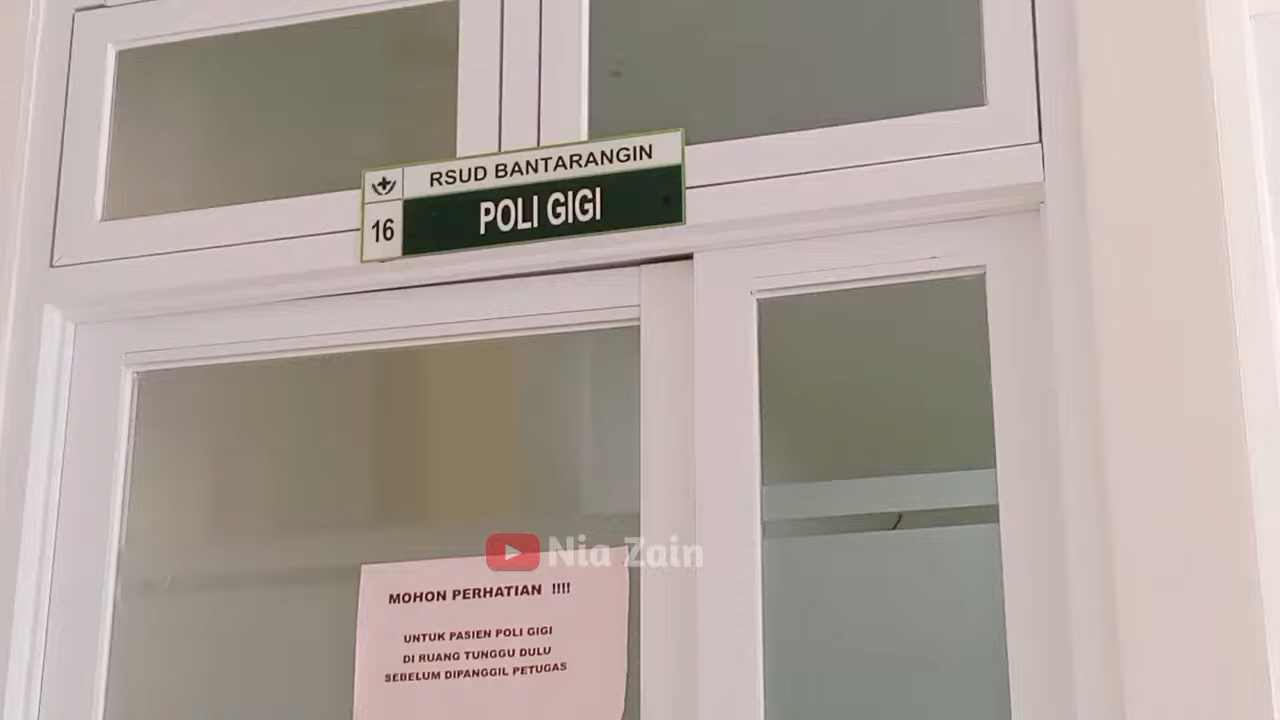 RSUD BANTARANGIN
16
POLI GIGI
Nia Zain
MOHON PERHATIAN !!!!
UNTUK PASIEN POLI GIGI
DI RUANG TUNGGU DULU
SEBELUM DIPANGGIL PETUGAS